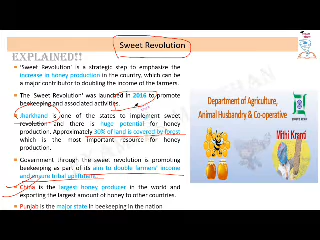 Sweet Revolution
EXPLAINED!!
'Sweet Revolution' is a strategic step to emphasize the
increase in honey production in the country, which can be a
major contributor to doubling the income of the farmers.
The 'Sweet Revolution' was launched in 2016 to promote
beekeeping and associated activities.
Jharkhand is one of the states to implement sweet
revolution and there is huge potential for honey
production. Approximately 30% of land is covered by forest
which is the most important resource for honey
production.
Government through the sweet revolution is promoting
beekeeping as part of its aim to double farmers' income
and ensure tribal upliftment.
China is the largest honey producer in the world and
exporting the largest amount of honey to other countries.
Punjab is the major state in beekeeping in the nation
Department of Agriculture,
Animal Husbandry & Co-operative
Mithi Kranti